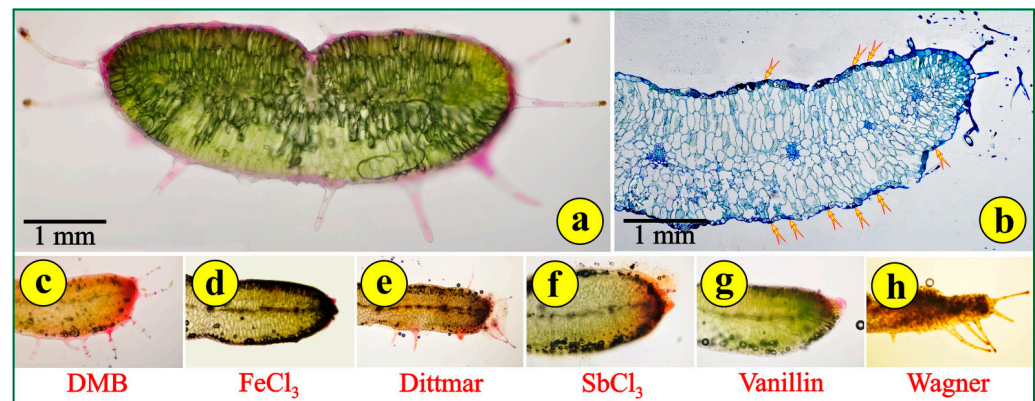 a
1 mm
b
1 mm
c
d
e
f
g
h
DMB
FeCl₃
Dittmar
SbCl₃
Vanillin
Wagner